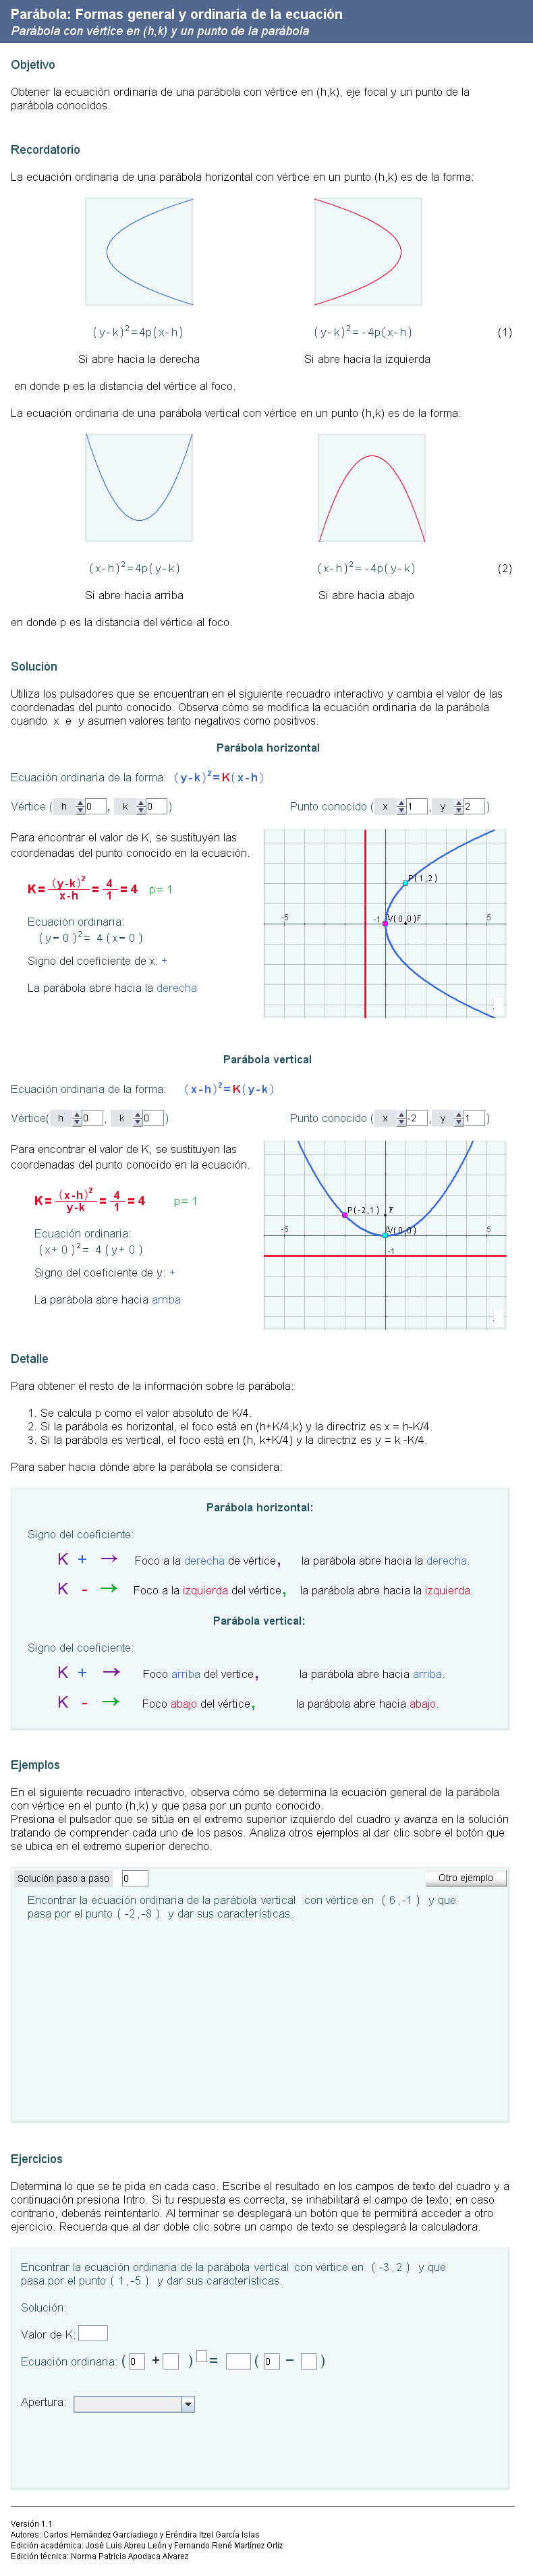 Parábola: Formas general y ordinaria de la ecuación
Parábola con vértice en (h,k) y un punto de la parábola
Objetivo
Obtener la ecuación ordinaria de una parábola con vértice en (h,k), eje focal y un punto de la
parábola conocidos.
Recordatorio
La ecuación ordinaria de una parábola horizontal con vértice en un punto (h,k) es de la forma:
(y-k)²=4p(x-h) (y-k)²=-4p(x-h) (1)
Si abre hacia la derecha Si abre hacia la izquierda
en donde p es la distancia del vértice al foco.
La ecuación ordinaria de una parábola vertical con vértice en un punto (h,k) es de la forma:
(x-h)²=4p(y-k) (x-h)²=-4p(y-k) (2)
Si abre hacia arriba Si abre hacia abajo
en donde p es la distancia del vértice al foco.
Solución
Utiliza los pulsadores que se encuentran en el siguiente recuadro interactivo y cambia el valor de las
coordenadas del punto conocido. Observa cómo se modifica la ecuación ordinaria de la parábola
cuando x e y asumen valores tanto negativos como positivos.
Parábola horizontal
Ecuación ordinaria de la forma: (y-k)²=K(x-h)
Vértice ( h 0 , k 0 ) Punto conocido ( x 1 , y 2 )
Para encontrar el valor de K, se sustituyen las
coordenadas del punto conocido en la ecuación.
K = (y-k)²/x-h = 4/1 = 4 p= 1
Ecuación ordinaria:
(y-0)²= 4(x-0)
Signo del coeficiente de x: +
La parábola abre hacia la derecha
P(1,2)
-5 -1 V(0,0) F 5
Parábola vertical
Ecuación ordinaria de la forma: (x-h)²=K(y-k)
Vértice( h 0 , k 0 ) Punto conocido ( x -2 , y 1 )
Para encontrar el valor de K, se sustituyen las
coordenadas del punto conocido en la ecuación.
K = (x-h)²/y-k = 4/1 = 4 p= 1
Ecuación ordinaria:
(x+ 0)²= 4(y+ 0)
Signo del coeficiente de y: +
La parábola abre hacia arriba
P(-2,1) F
-5 V(0,0) 5
-1
Detalle
Para obtener el resto de la información sobre la parábola:
1. Se calcula p como el valor absoluto de K/4.
2. Si la parábola es horizontal, el foco está en (h+K/4,k) y la directriz es x = h-K/4.
3. Si la parábola es vertical, el foco está en (h, k+K/4) y la directriz es y = k -K/4.
Para saber hacia dónde abre la parábola se considera:
Parábola horizontal:
Signo del coeficiente:
K + → Foco a la derecha de vértice, la parábola abre hacia la derecha.
K - → Foco a la izquierda del vértice, la parábola abre hacia la izquierda.
Parábola vertical:
Signo del coeficiente:
K + → Foco arriba del vertice, la parábola abre hacia arriba.
K - → Foco abajo del vértice, la parábola abre hacia abajo.
Ejemplos
En el siguiente recuadro interactivo, observa cómo se determina la ecuación general de la parábola
con vértice en el punto (h,k) y que pasa por un punto conocido.
Presiona el pulsador que se sitúa en el extremo superior izquierdo del cuadro y avanza en la solución
tratando de comprender cada uno de los pasos. Analiza otros ejemplos al dar clic sobre el botón que
se ubica en el extremo superior derecho.
Solución paso a paso 0 Otro ejemplo
Encontrar la ecuación ordinaria de la parábola vertical con vértice en (6,-1) y que
pasa por el punto (-2,-8) y dar sus características.
Ejercicios
Determina lo que se te pida en cada caso. Escribe el resultado en los campos de texto del cuadro y a
continuación presiona Intro. Si tu respuesta es correcta, se inhabilitará el campo de texto; en caso
contrario, deberás reintentarlo. Al terminar se desplegará un botón que te permitirá acceder a otro
ejercicio. Recuerda que al dar doble clic sobre un campo de texto se desplegará la calculadora.
Encontrar la ecuación ordinaria de la parábola vertical con vértice en (-3,2) y que
pasa por el punto (1,-5) y dar sus características.
Solución:
Valor de K:
Ecuación ordinaria: ( 0 + ) = ( 0 − )
Apertura:
Versión 1.1
Autores: Carlos Hernández Garciadiego y Eréndira Itzel García Islas
Edición académica: José Luis Abreu León y Fernando René Martínez Ortiz
Edición técnica: Norma Patricia Apodaca Alvarez